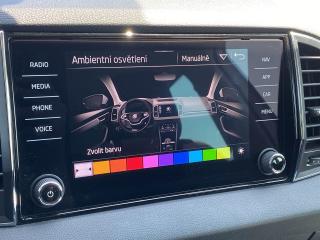 Ambientní osvětlení Manuálně
RADIO
MEDIA
PHONE
VOICE
NAV
APP
CAR
MENU
Zvolit barvu